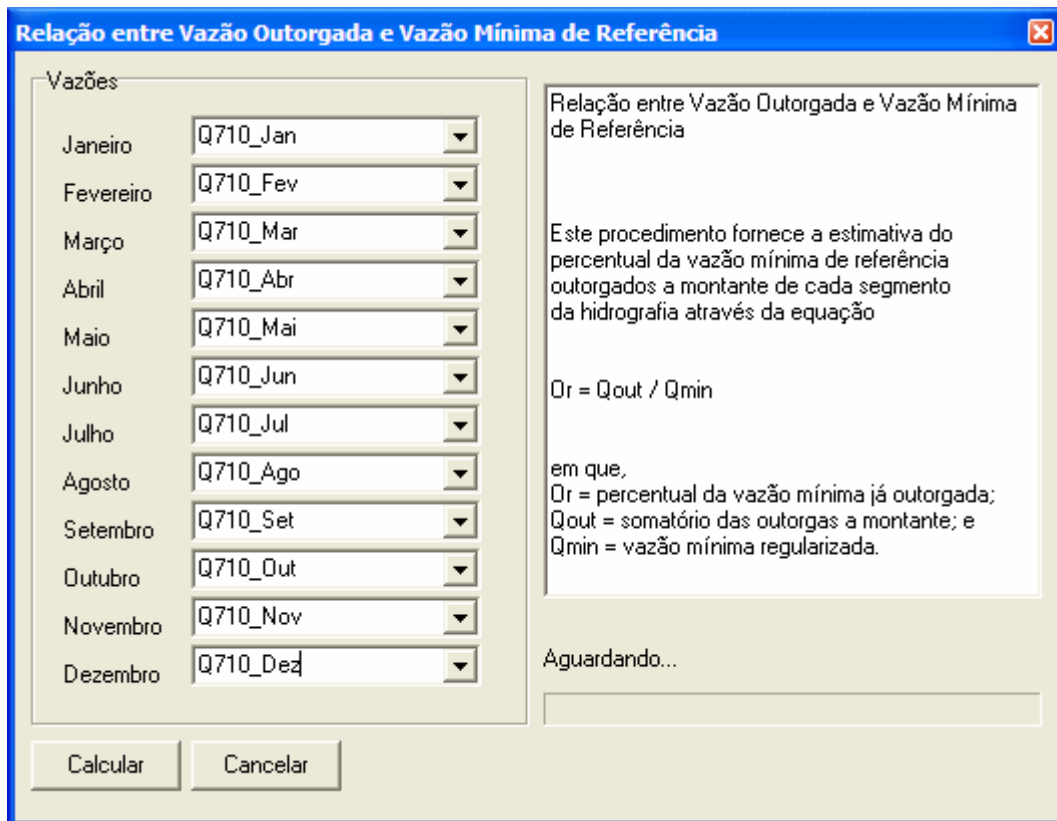 Relação entre Vazão Outorgada e Vazão Mínima de Referência
Vazões
Janeiro Q710_Jan
Fevereiro Q710_Fev
Março Q710_Mar
Abril Q710_Abr
Maio Q710_Mai
Junho Q710_Jun
Julho Q710_Jul
Agosto Q710_Ago
Setembro Q710_Set
Outubro Q710_Out
Novembro Q710_Nov
Dezembro Q710_Dez
Relação entre Vazão Outorgada e Vazão Mínima
de Referência
Este procedimento fornece a estimativa do
percentual da vazão mínima de referência
outorgados a montante de cada segmento
da hidrografia através da equação
Or = Qout / Qmin
em que,
Or = percentual da vazão mínima já outorgada;
Qout = somatório das outorgas a montante; e
Qmin = vazão mínima regularizada.
Aguardando...
Calcular
Cancelar